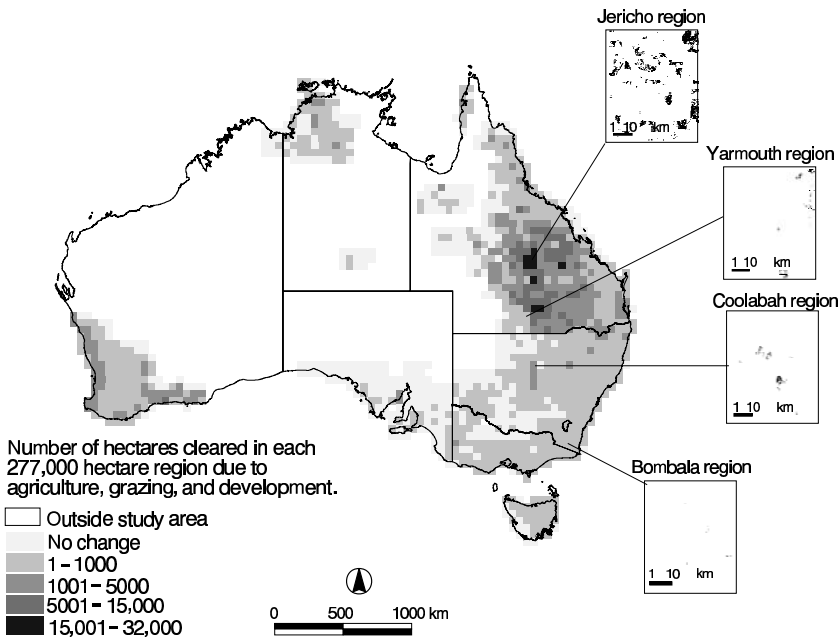 Jericho region
1 10 km
Yarmouth region
1 10 km
Coolabah region
1 10 km
Bombala region
1 10 km
Number of hectares cleared in each
277,000 hectare region due to
agriculture, grazing, and development.
Outside study area
No change
1–1000
1001–5000
5001–15,000
15,001–32,000
0 500 1000 km